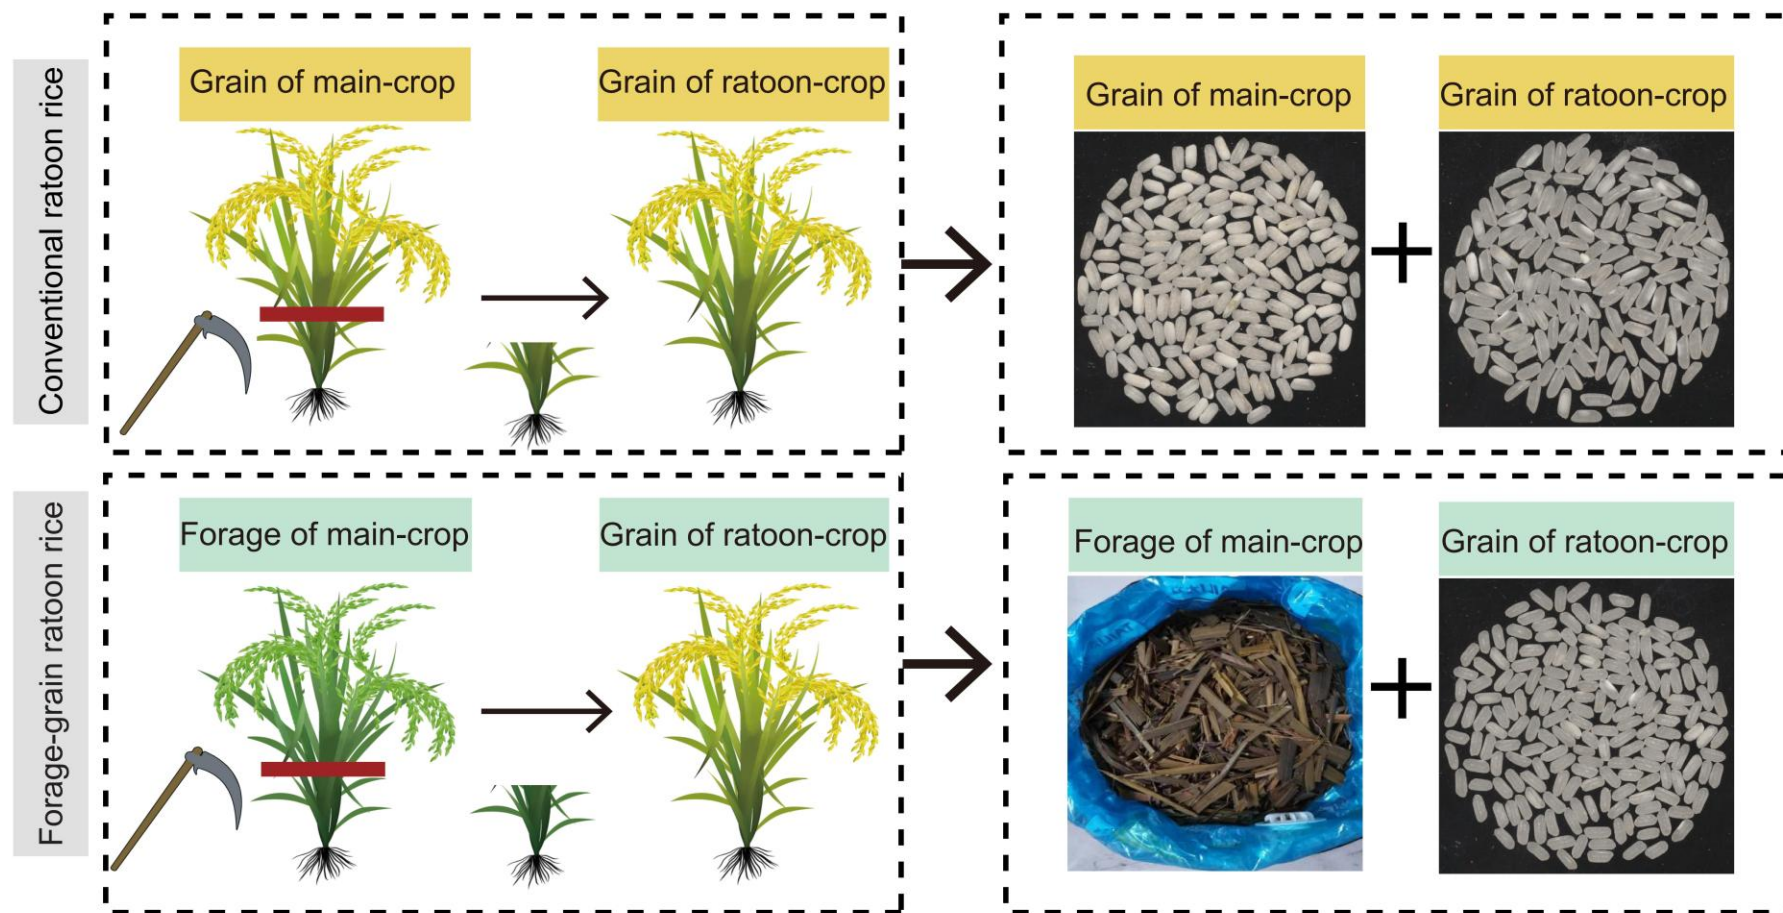 Conventional ratoon rice
Grain of main-crop
Grain of ratoon-crop
Grain of main-crop
Grain of ratoon-crop
Forage-grain ratoon rice
Forage of main-crop
Grain of ratoon-crop
Forage of main-crop
Grain of ratoon-crop